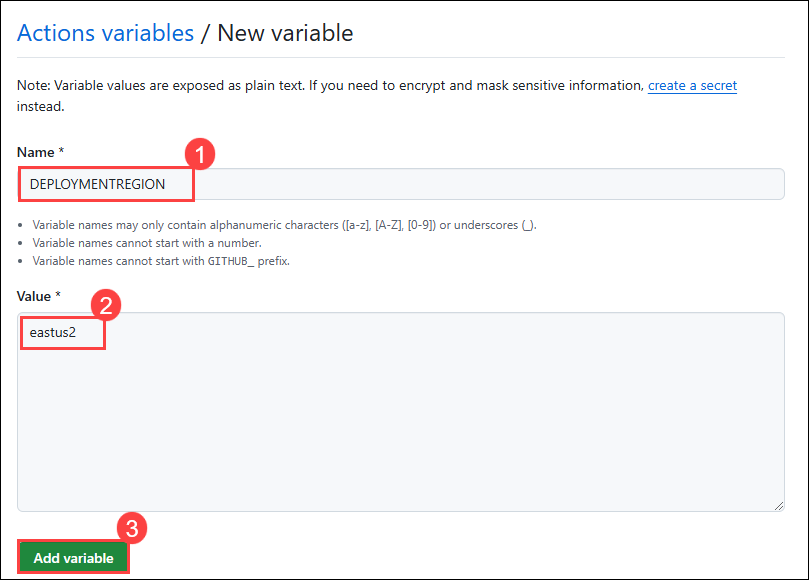 Actions variables / New variable
Note: Variable values are exposed as plain text. If you need to encrypt and mask sensitive information, create a secret
instead.
Name *
1
DEPLOYMENTREGION
• Variable names may only contain alphanumeric characters ([a-z], [A-Z], [0-9]) or underscores (_).
• Variable names cannot start with a number.
• Variable names cannot start with GITHUB_ prefix.
Value *
2
eastus2
3
Add variable